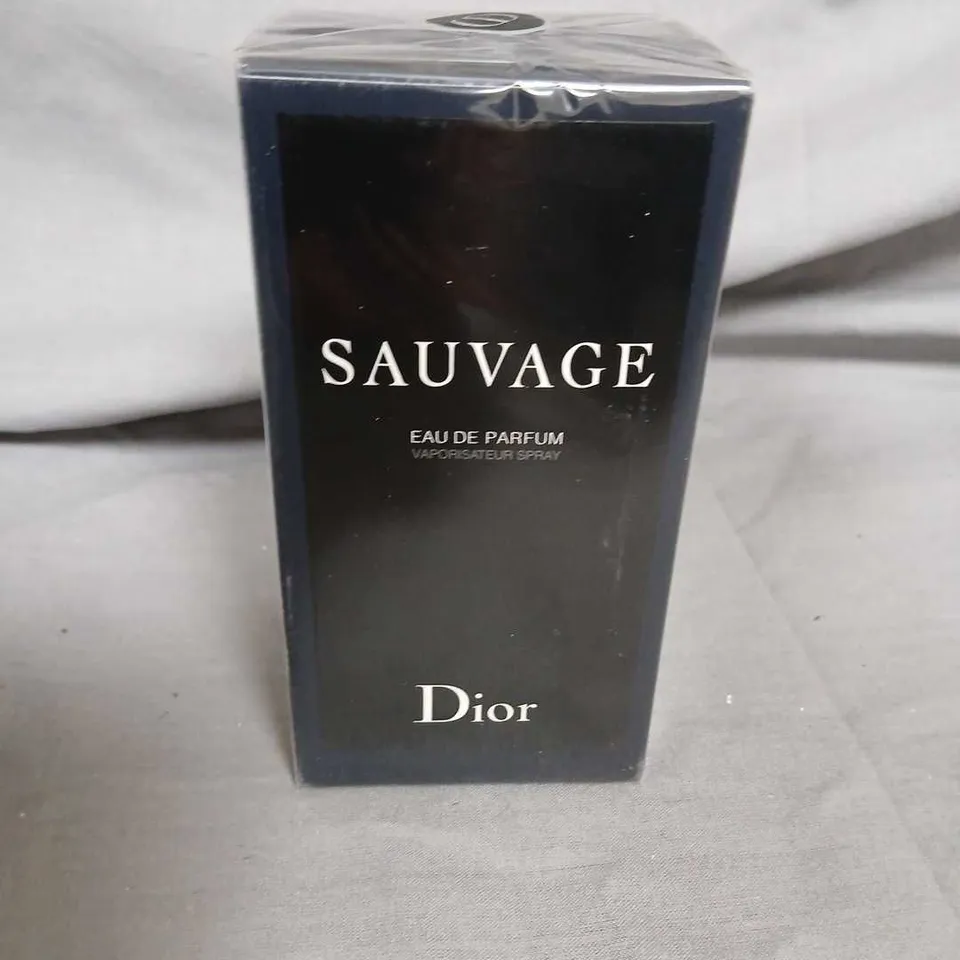 SAUVAGE
EAU DE PARFUM
VAPORISATEUR SPRAY
Dior